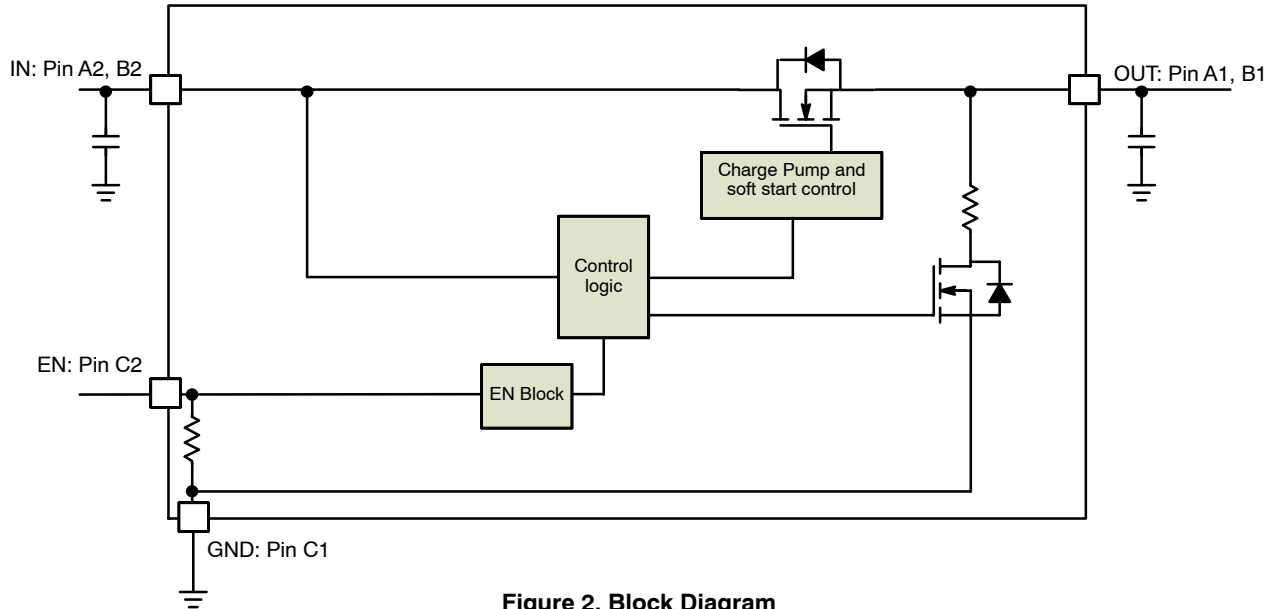 IN: Pin A2, B2
OUT: Pin A1, B1
Charge Pump and
soft start control
Control
logic
EN: Pin C2
EN Block
GND: Pin C1
Figure 2. Block Diagram